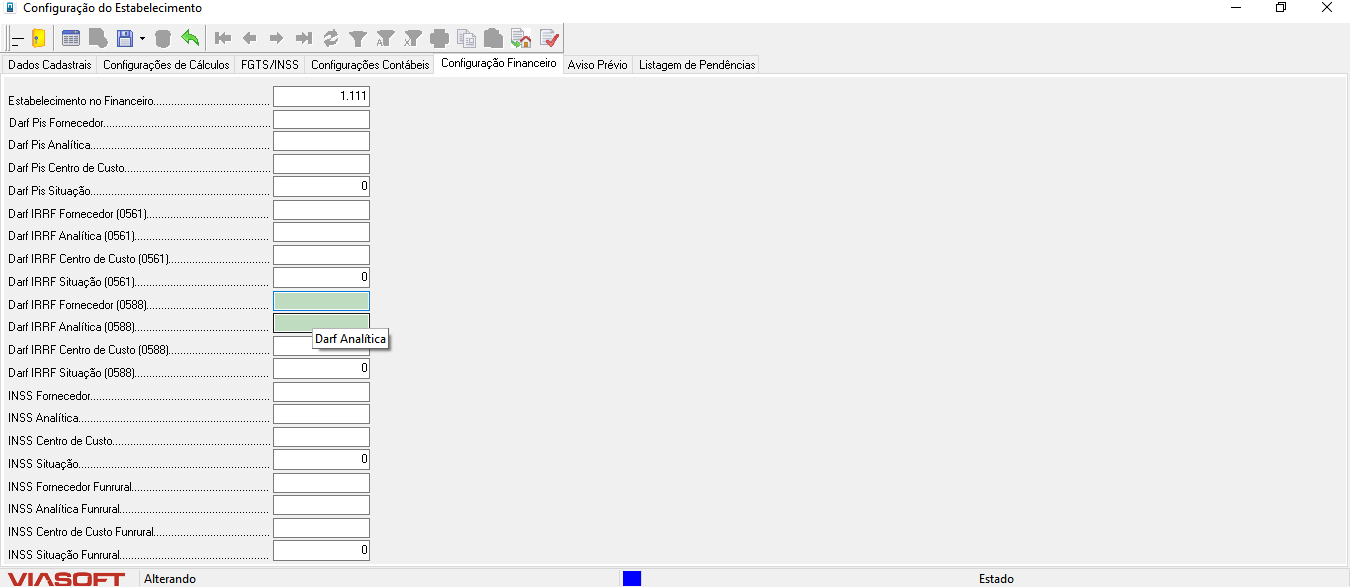 Configuração do Estabelecimento
Dados Cadastrais Configurações de Cálculos FGTS/INSS Configurações Contábeis Configuração Financeiro Aviso Prévio Listagem de Pendências
Estabelecimento no Financeiro 1.111
Darf Pis Fornecedor
Darf Pis Analítica
Darf Pis Centro de Custo
Darf Pis Situação 0
Darf IRRF Fornecedor (0561)
Darf IRRF Analítica (0561)
Darf IRRF Centro de Custo (0561)
Darf IRRF Situação (0561) 0
Darf IRRF Fornecedor (0588)
Darf IRRF Analítica (0588)
Darf Analítica
Darf IRRF Centro de Custo (0588)
Darf IRRF Situação (0588) 0
INSS Fornecedor
INSS Analítica
INSS Centro de Custo
INSS Situação 0
INSS Fornecedor Funrural
INSS Analítica Funrural
INSS Centro de Custo Funrural
INSS Situação Funrural 0
VIASOFT Alterando Estado